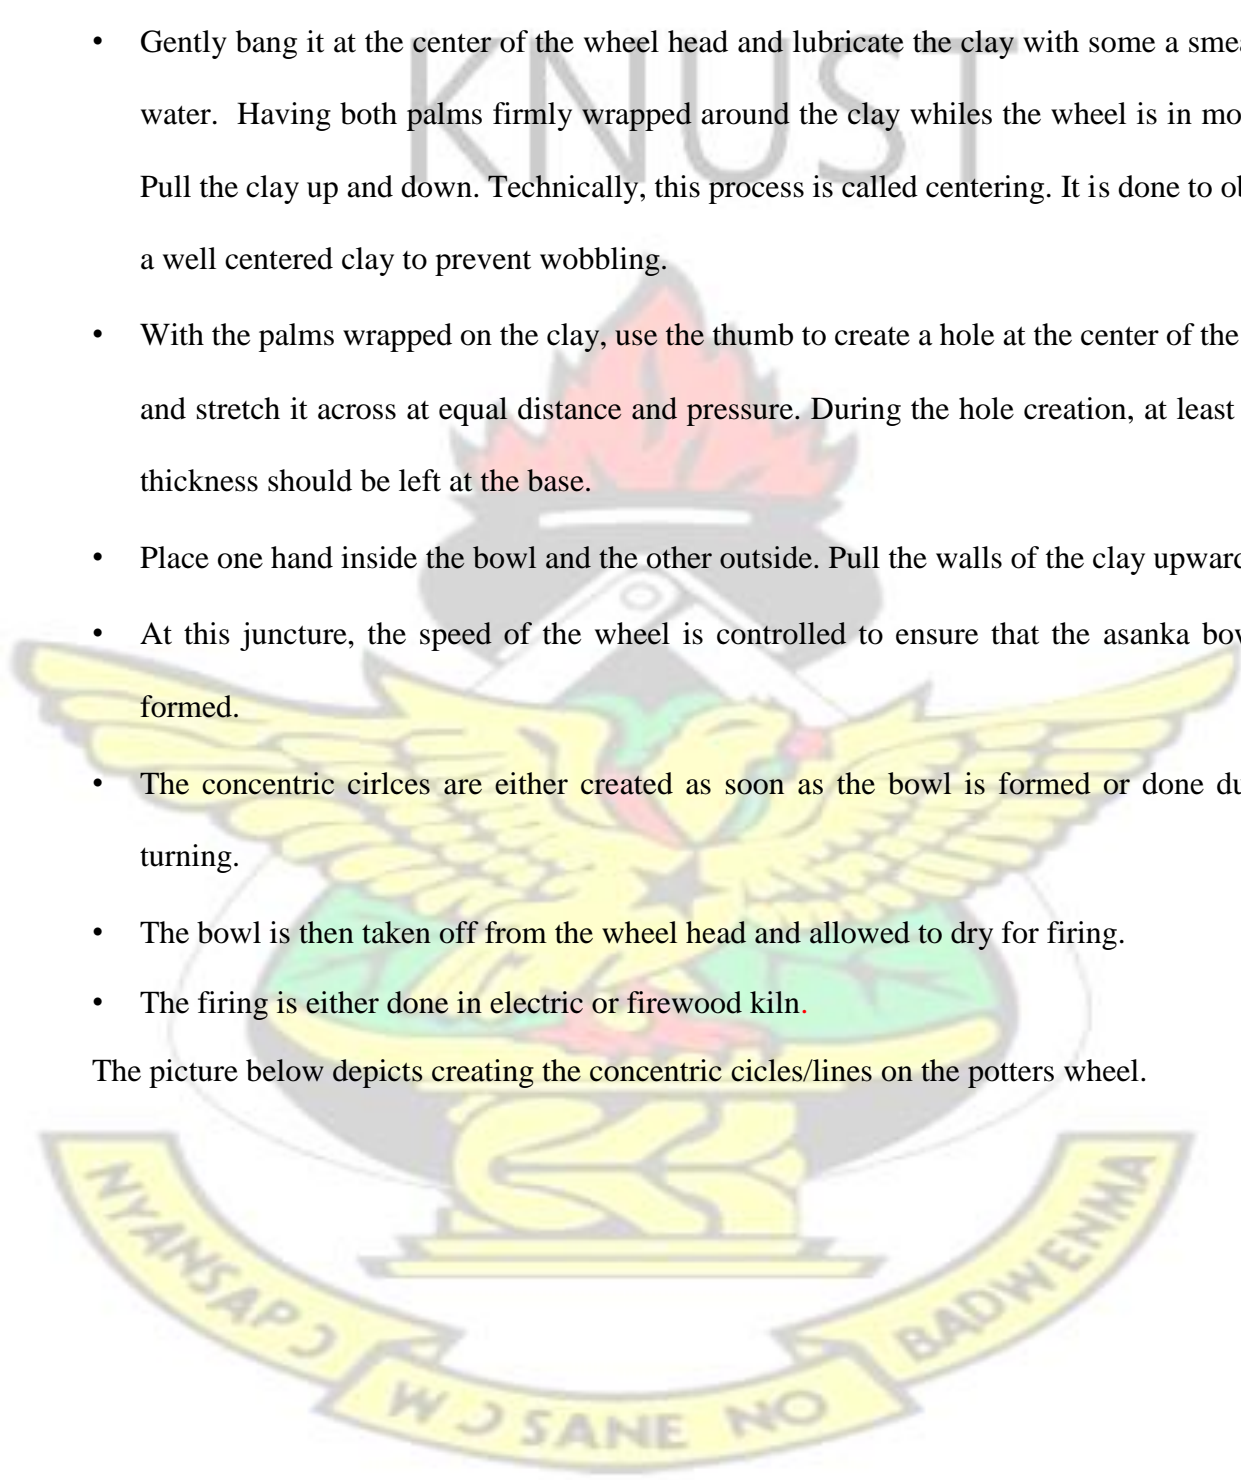 KNUST
• Gently bang it at the center of the wheel head and lubricate the clay with some a smea
water. Having both palms firmly wrapped around the clay whiles the wheel is in mo
Pull the clay up and down. Technically, this process is called centering. It is done to ob
a well centered clay to prevent wobbling.
• With the palms wrapped on the clay, use the thumb to create a hole at the center of the
and stretch it across at equal distance and pressure. During the hole creation, at least
thickness should be left at the base.
• Place one hand inside the bowl and the other outside. Pull the walls of the clay upward
• At this juncture, the speed of the wheel is controlled to ensure that the asanka bow
formed.
• The concentric cirlces are either created as soon as the bowl is formed or done du
turning.
• The bowl is then taken off from the wheel head and allowed to dry for firing.
• The firing is either done in electric or firewood kiln.
The picture below depicts creating the concentric cicles/lines on the potters wheel.
NYANSAPƆ
WƆSANE NO
BADWENMA